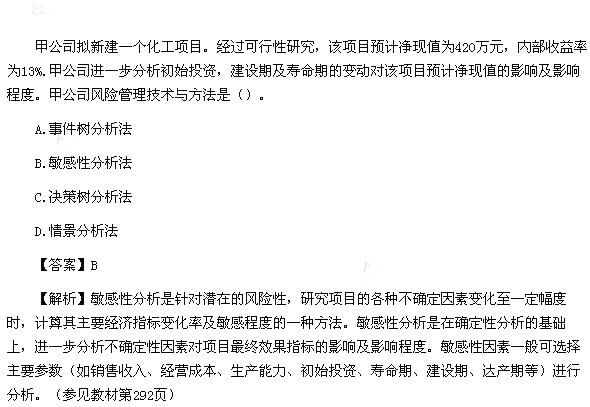 甲公司拟新建一个化工项目。经过可行性研究，该项目预计净现值为420万元，内部收益率
为13%.甲公司进一步分析初始投资，建设期及寿命期的变动对该项目预计净现值的影响及影响
程度。甲公司风险管理技术与方法是（）。
A.事件树分析法
B.敏感性分析法
C.决策树分析法
D.情景分析法
【答案】B
【解析】敏感性分析是针对潜在的风险性，研究项目的各种不确定因素变化至一定幅度
时，计算其主要经济指标变化率及敏感程度的一种方法。敏感性分析是在确定性分析的基础
上，进一步分析不确定性因素对项目最终效果指标的影响及影响程度。敏感性因素一般可选择
主要参数（如销售收入、经营成本、生产能力、初始投资、寿命期、建设期、达产期等）进行
分析。（参见教材第292页）